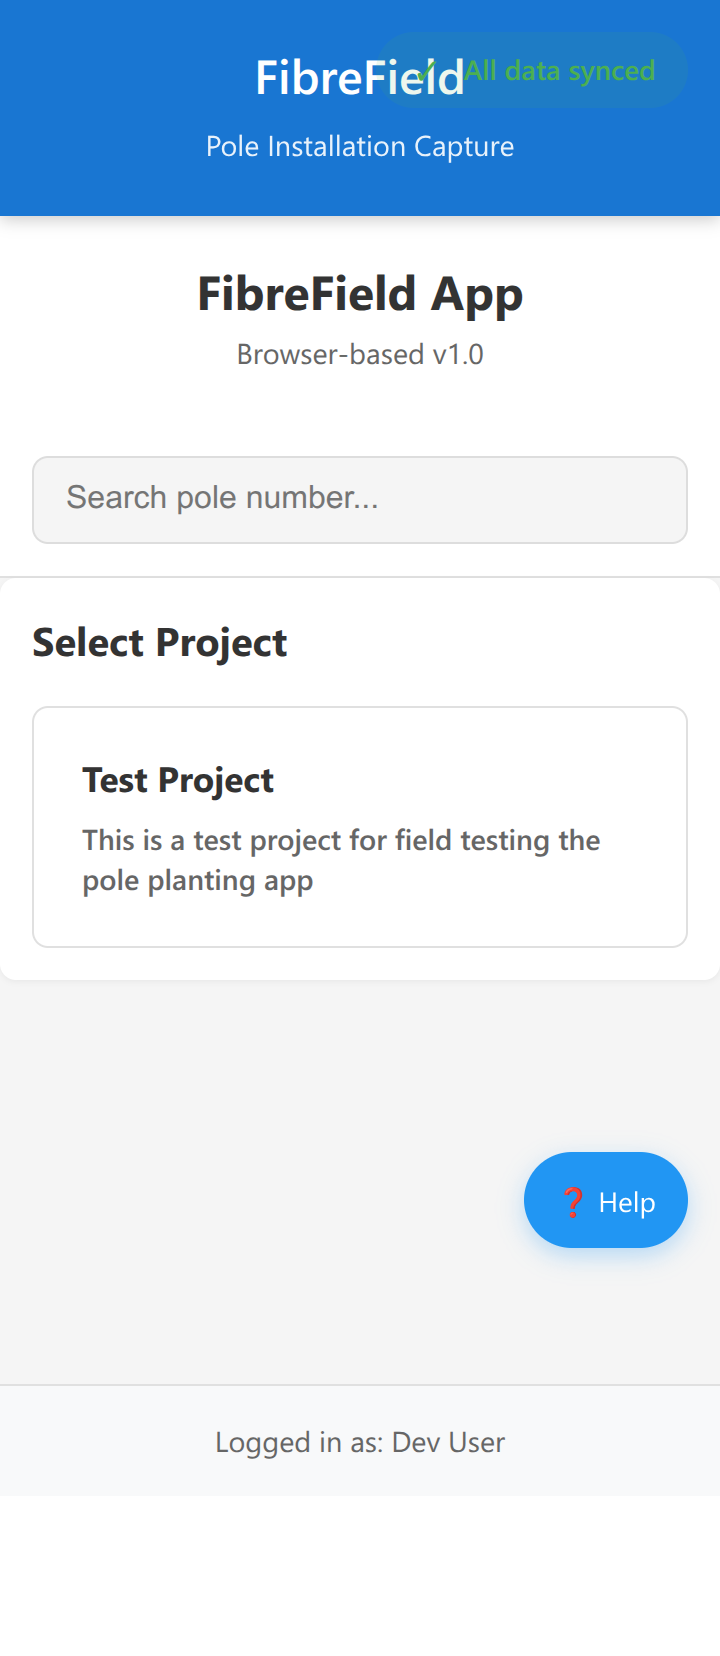 FibreField
✓ All data synced
Pole Installation Capture
FibreField App
Browser-based v1.0
Search pole number...
Select Project
Test Project
This is a test project for field testing the
pole planting app
❓ Help
Logged in as: Dev User